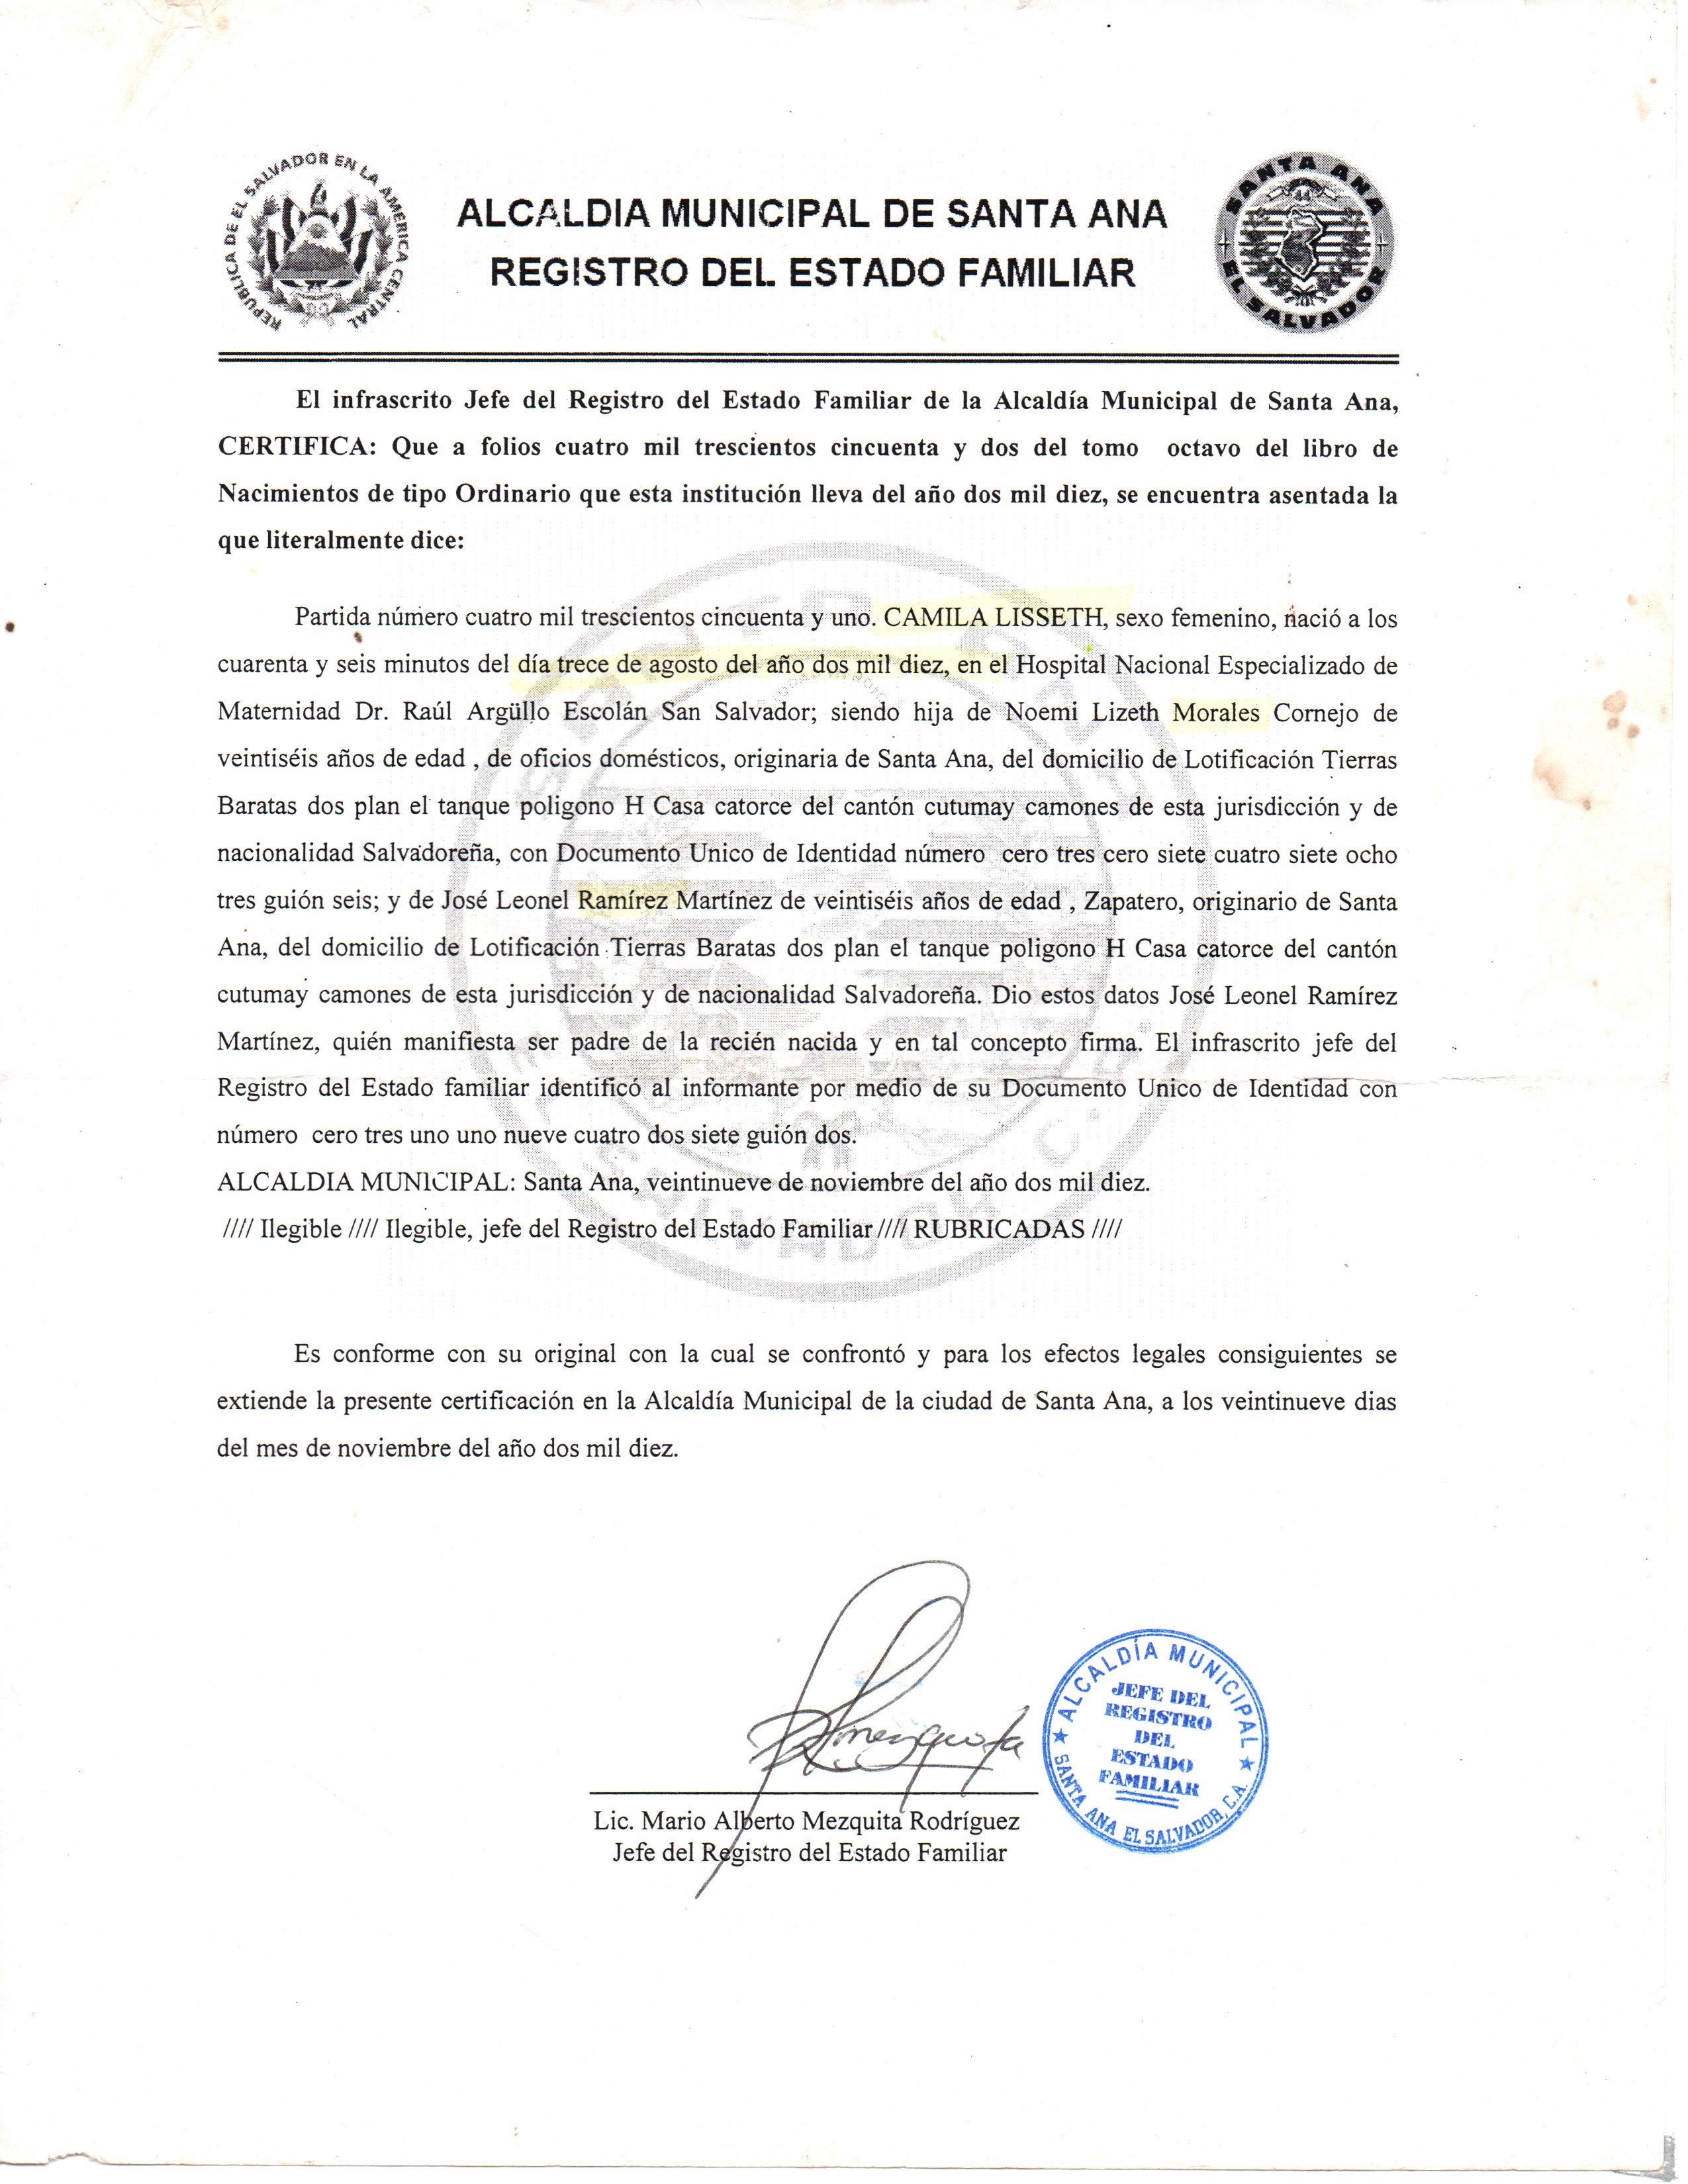 REPUBLICA DE EL SALVADOR EN LA AMERICA CENTRAL
ALCALDIA MUNICIPAL DE SANTA ANA
REGISTRO DEL ESTADO FAMILIAR
SANTA ANA
EL SALVADOR
El infrascrito Jefe del Registro del Estado Familiar de la Alcaldía Municipal de Santa Ana,
CERTIFICA: Que a folios cuatro mil trescientos cincuenta y dos del tomo octavo del libro de
Nacimientos de tipo Ordinario que esta institución lleva del año dos mil diez, se encuentra asentada la
que literalmente dice:
Partida número cuatro mil trescientos cincuenta y uno. CAMILA LISSETH, sexo femenino, nació a los
cuarenta y seis minutos del día trece de agosto del año dos mil diez, en el Hospital Nacional Especializado de
Maternidad Dr. Raúl Argüllo Escolán San Salvador; siendo hija de Noemi Lizeth Morales Cornejo de
veintiséis años de edad , de oficios domésticos, originaria de Santa Ana, del domicilio de Lotificación Tierras
Baratas dos plan el tanque poligono H Casa catorce del cantón cutumay camones de esta jurisdicción y de
nacionalidad Salvadoreña, con Documento Unico de Identidad número cero tres cero siete cuatro siete ocho
tres guión seis; y de José Leonel Ramírez Martínez de veintiséis años de edad , Zapatero, originario de Santa
Ana, del domicilio de Lotificación Tierras Baratas dos plan el tanque poligono H Casa catorce del cantón
cutumay camones de esta jurisdicción y de nacionalidad Salvadoreña. Dio estos datos José Leonel Ramírez
Martínez, quién manifiesta ser padre de la recién nacida y en tal concepto firma. El infrascrito jefe del
Registro del Estado familiar identificó al informante por medio de su Documento Unico de Identidad con
número cero tres uno uno nueve cuatro dos siete guión dos.
ALCALDIA MUNICIPAL: Santa Ana, veintinueve de noviembre del año dos mil diez.
//// Ilegible //// Ilegible, jefe del Registro del Estado Familiar //// RUBRICADAS ////
Es conforme con su original con la cual se confrontó y para los efectos legales consiguientes se
extiende la presente certificación en la Alcaldía Municipal de la ciudad de Santa Ana, a los veintinueve dias
del mes de noviembre del año dos mil diez.
Lic. Mario Alberto Mezquita Rodríguez
Jefe del Registro del Estado Familiar
ALCALDÍA MUNICIPAL
JEFE DEL
REGISTRO
DEL
ESTADO
FAMILIAR
SANTA ANA EL SALVADOR, C.A.